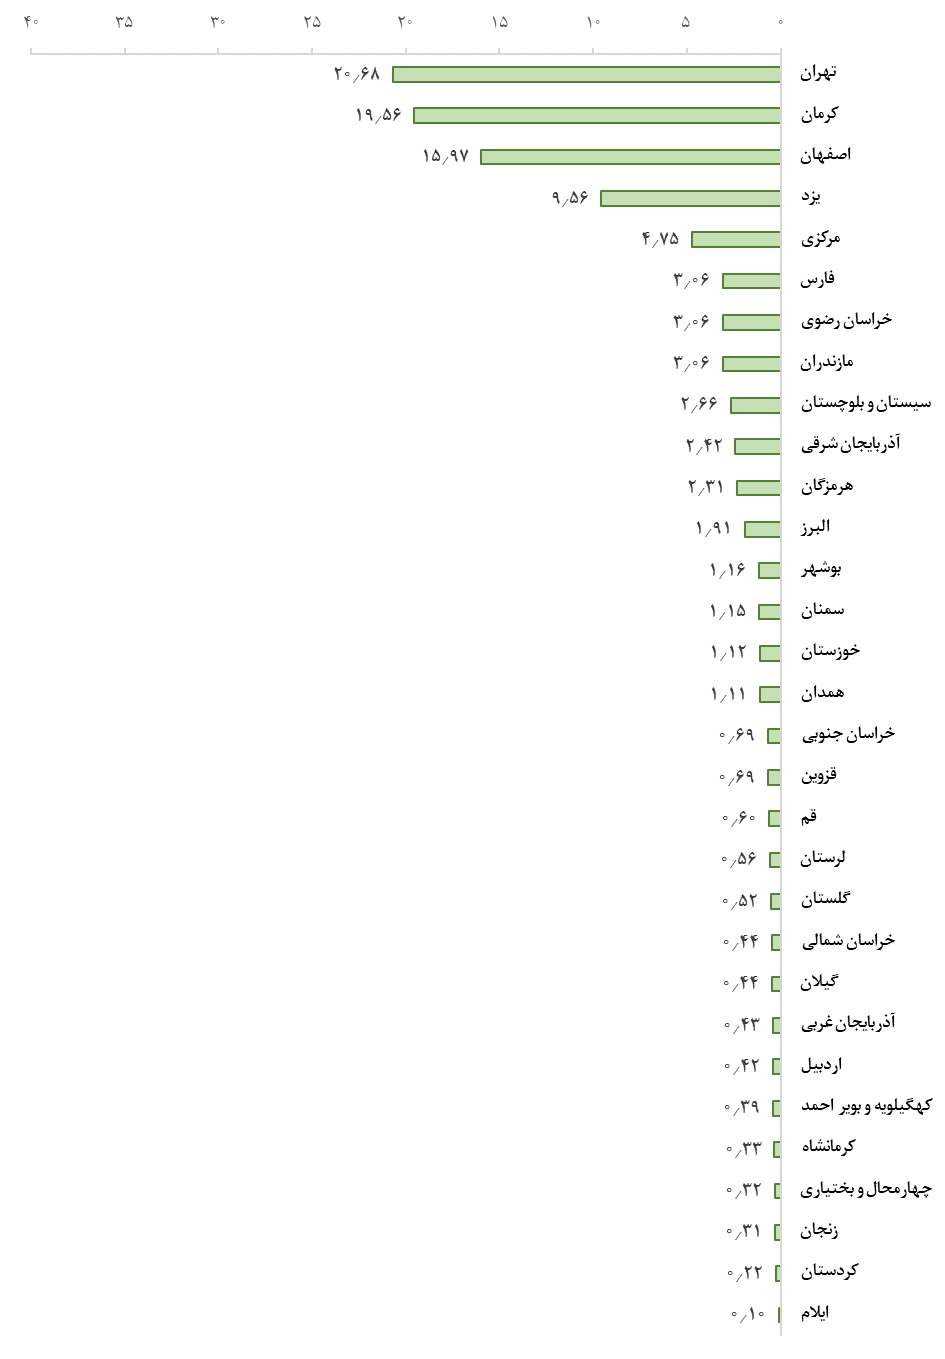 ۰ ۵ ۱۰ ۱۵ ۲۰ ۲۵ ۳۰ ۳۵ ۴۰
تهران ۲۰٫۶۸
کرمان ۱۹٫۵۶
اصفهان ۱۵٫۹۷
یزد ۹٫۵۶
مرکزی ۴٫۷۵
فارس ۳٫۰۶
خراسان رضوی ۳٫۰۶
مازندران ۳٫۰۶
سیستان و بلوچستان ۲٫۶۶
آذربایجان شرقی ۲٫۴۲
هرمزگان ۲٫۳۱
البرز ۱٫۹۱
بوشهر ۱٫۱۶
سمنان ۱٫۱۵
خوزستان ۱٫۱۲
همدان ۱٫۱۱
خراسان جنوبی ۰٫۶۹
قزوین ۰٫۶۹
قم ۰٫۶۰
لرستان ۰٫۵۶
گلستان ۰٫۵۲
خراسان شمالی ۰٫۴۴
گیلان ۰٫۴۴
آذربایجان غربی ۰٫۴۳
اردبیل ۰٫۴۲
کهگیلویه و بویر احمد ۰٫۳۹
کرمانشاه ۰٫۳۳
چهارمحال و بختیاری ۰٫۳۲
زنجان ۰٫۳۱
کردستان ۰٫۲۲
ایلام ۰٫۱۰